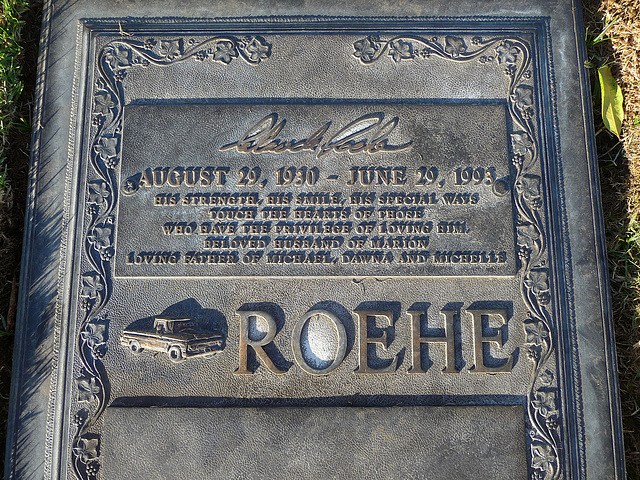 AUGUST 29, 1930 - JUNE 29, 1993
HIS STRENGTH, HIS SMILE, HIS SPECIAL WAYS
TOUCH THE HEARTS OF THOSE
WHO HAVE THE PRIVILEGE OF LOVING HIM.
BELOVED HUSBAND OF MARION
LOVING FATHER OF MICHAEL, DAWNA AND MICHELLE
ROEHE